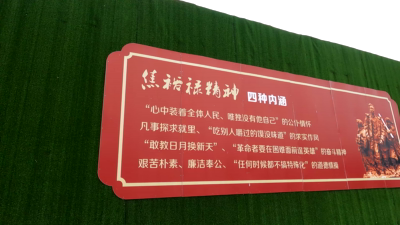 焦裕禄精神 四种内涵
“心中装着全体人民、唯独没有他自己”的公仆情怀
凡事探求就里、“吃别人嚼过的馍没味道”的求实作风
“敢教日月换新天”、“革命者要在困难面前逞英雄”的奋斗精神
艰苦朴素、廉洁奉公、“任何时候都不搞特殊化”的道德情操